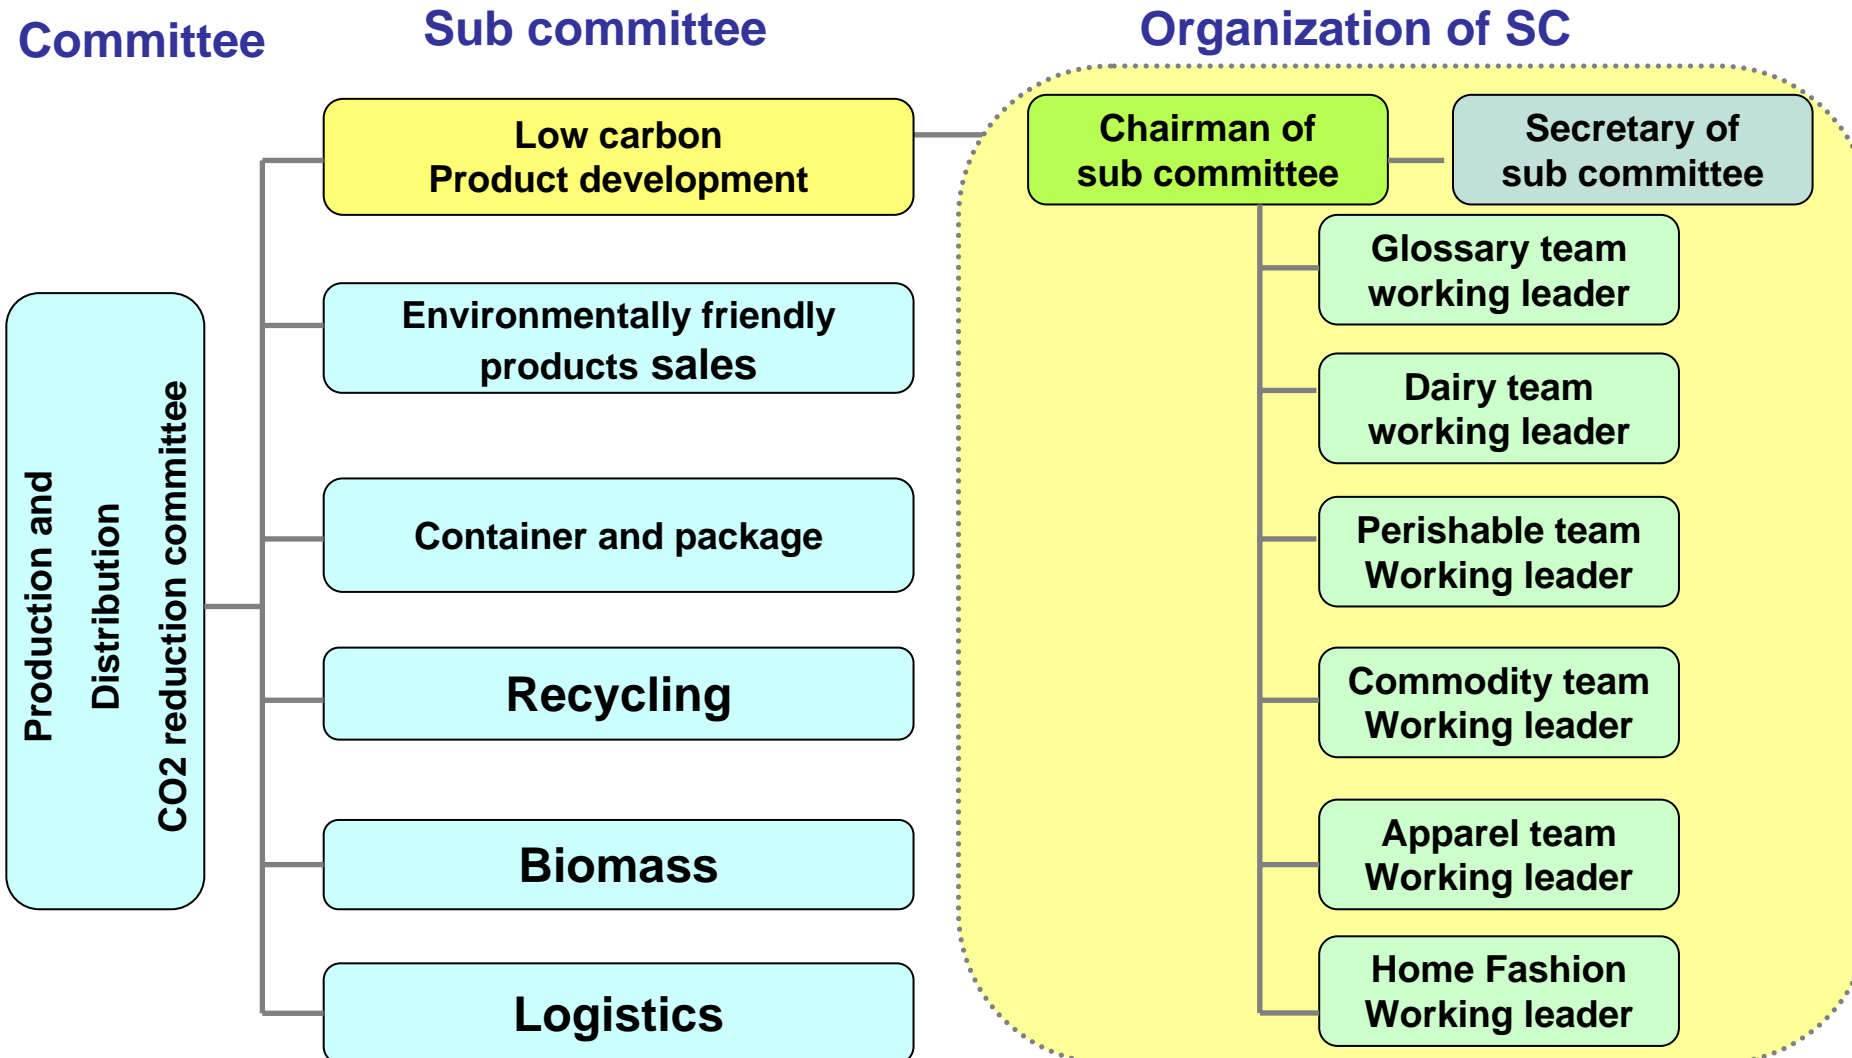 Committee
Sub committee
Organization of SC
Production and
Distribution
CO2 reduction committee
Low carbon
Product development
Environmentally friendly
products sales
Container and package
Recycling
Biomass
Logistics
Chairman of
sub committee
Secretary of
sub committee
Glossary team
working leader
Dairy team
working leader
Perishable team
Working leader
Commodity team
Working leader
Apparel team
Working leader
Home Fashion
Working leader